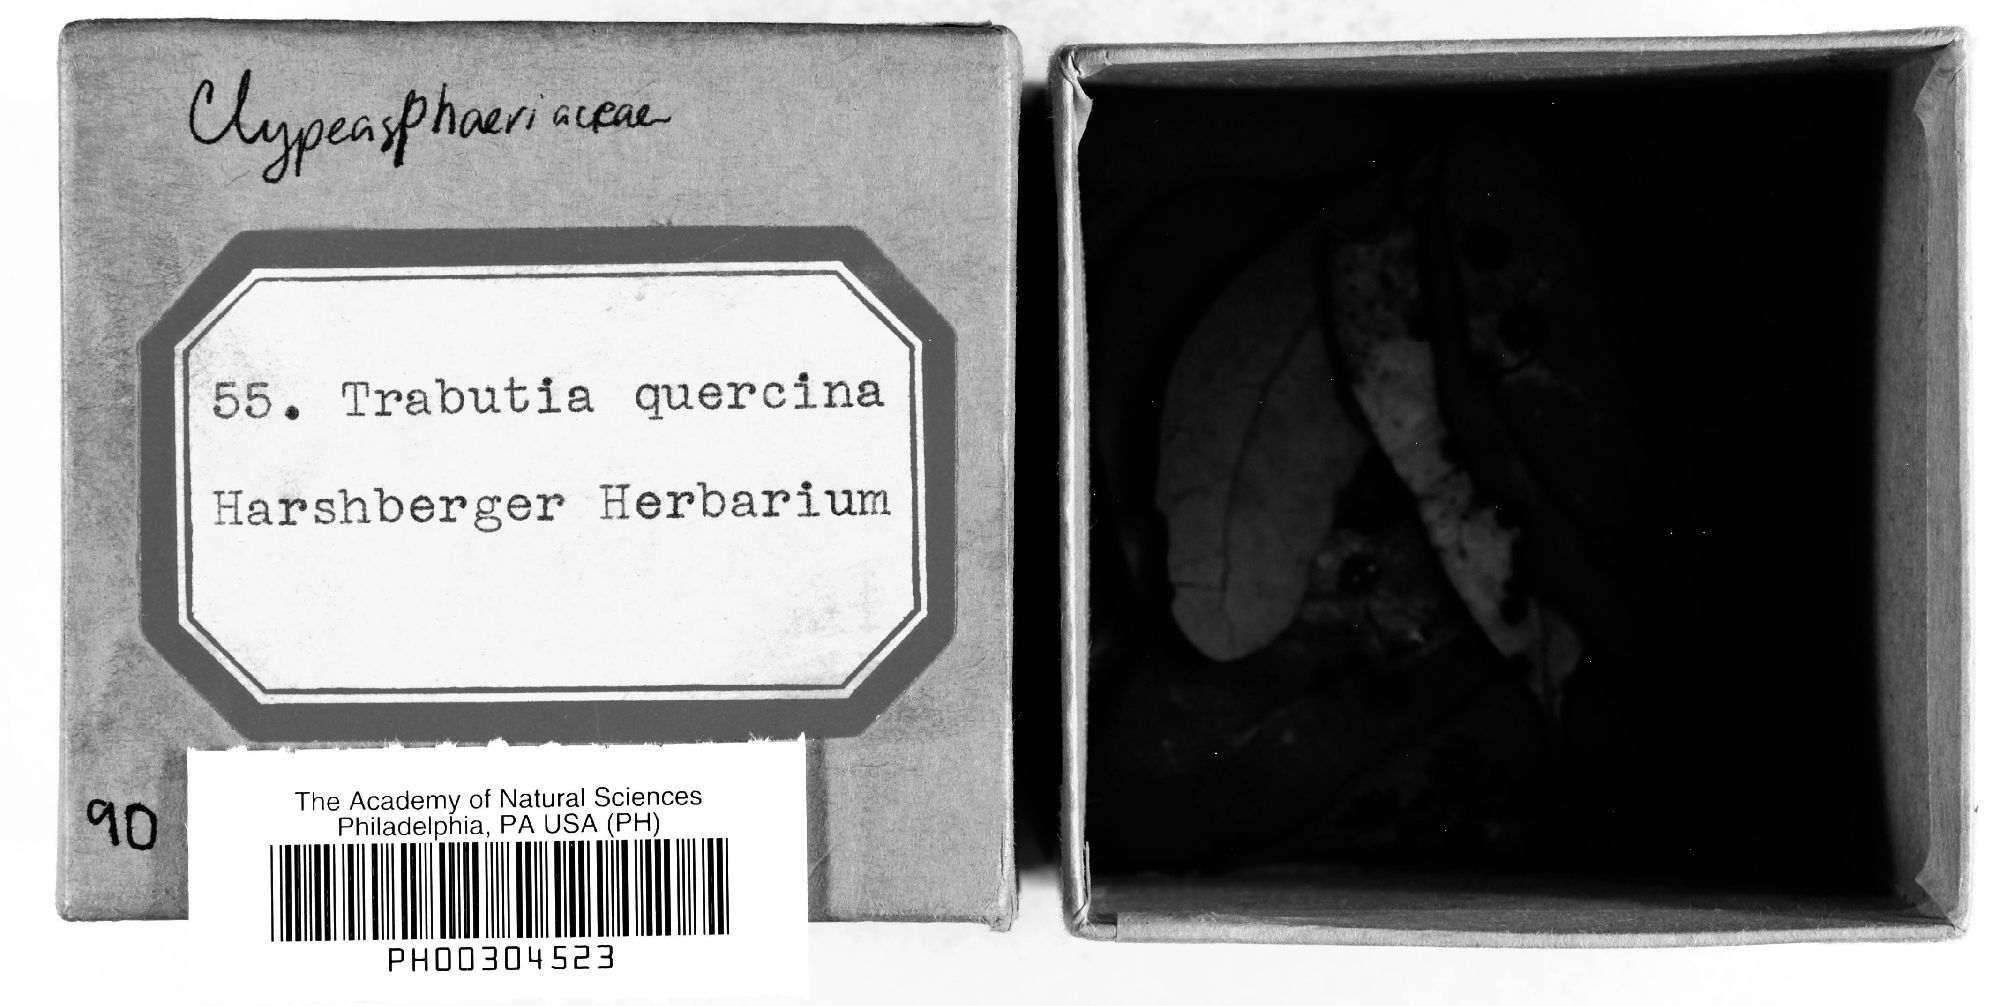 Clypeasphaeriaceae
55. Trabutia quercina
Harshberger Herbarium
90
The Academy of Natural Sciences
Philadelphia, PA USA (PH)
PH00304523